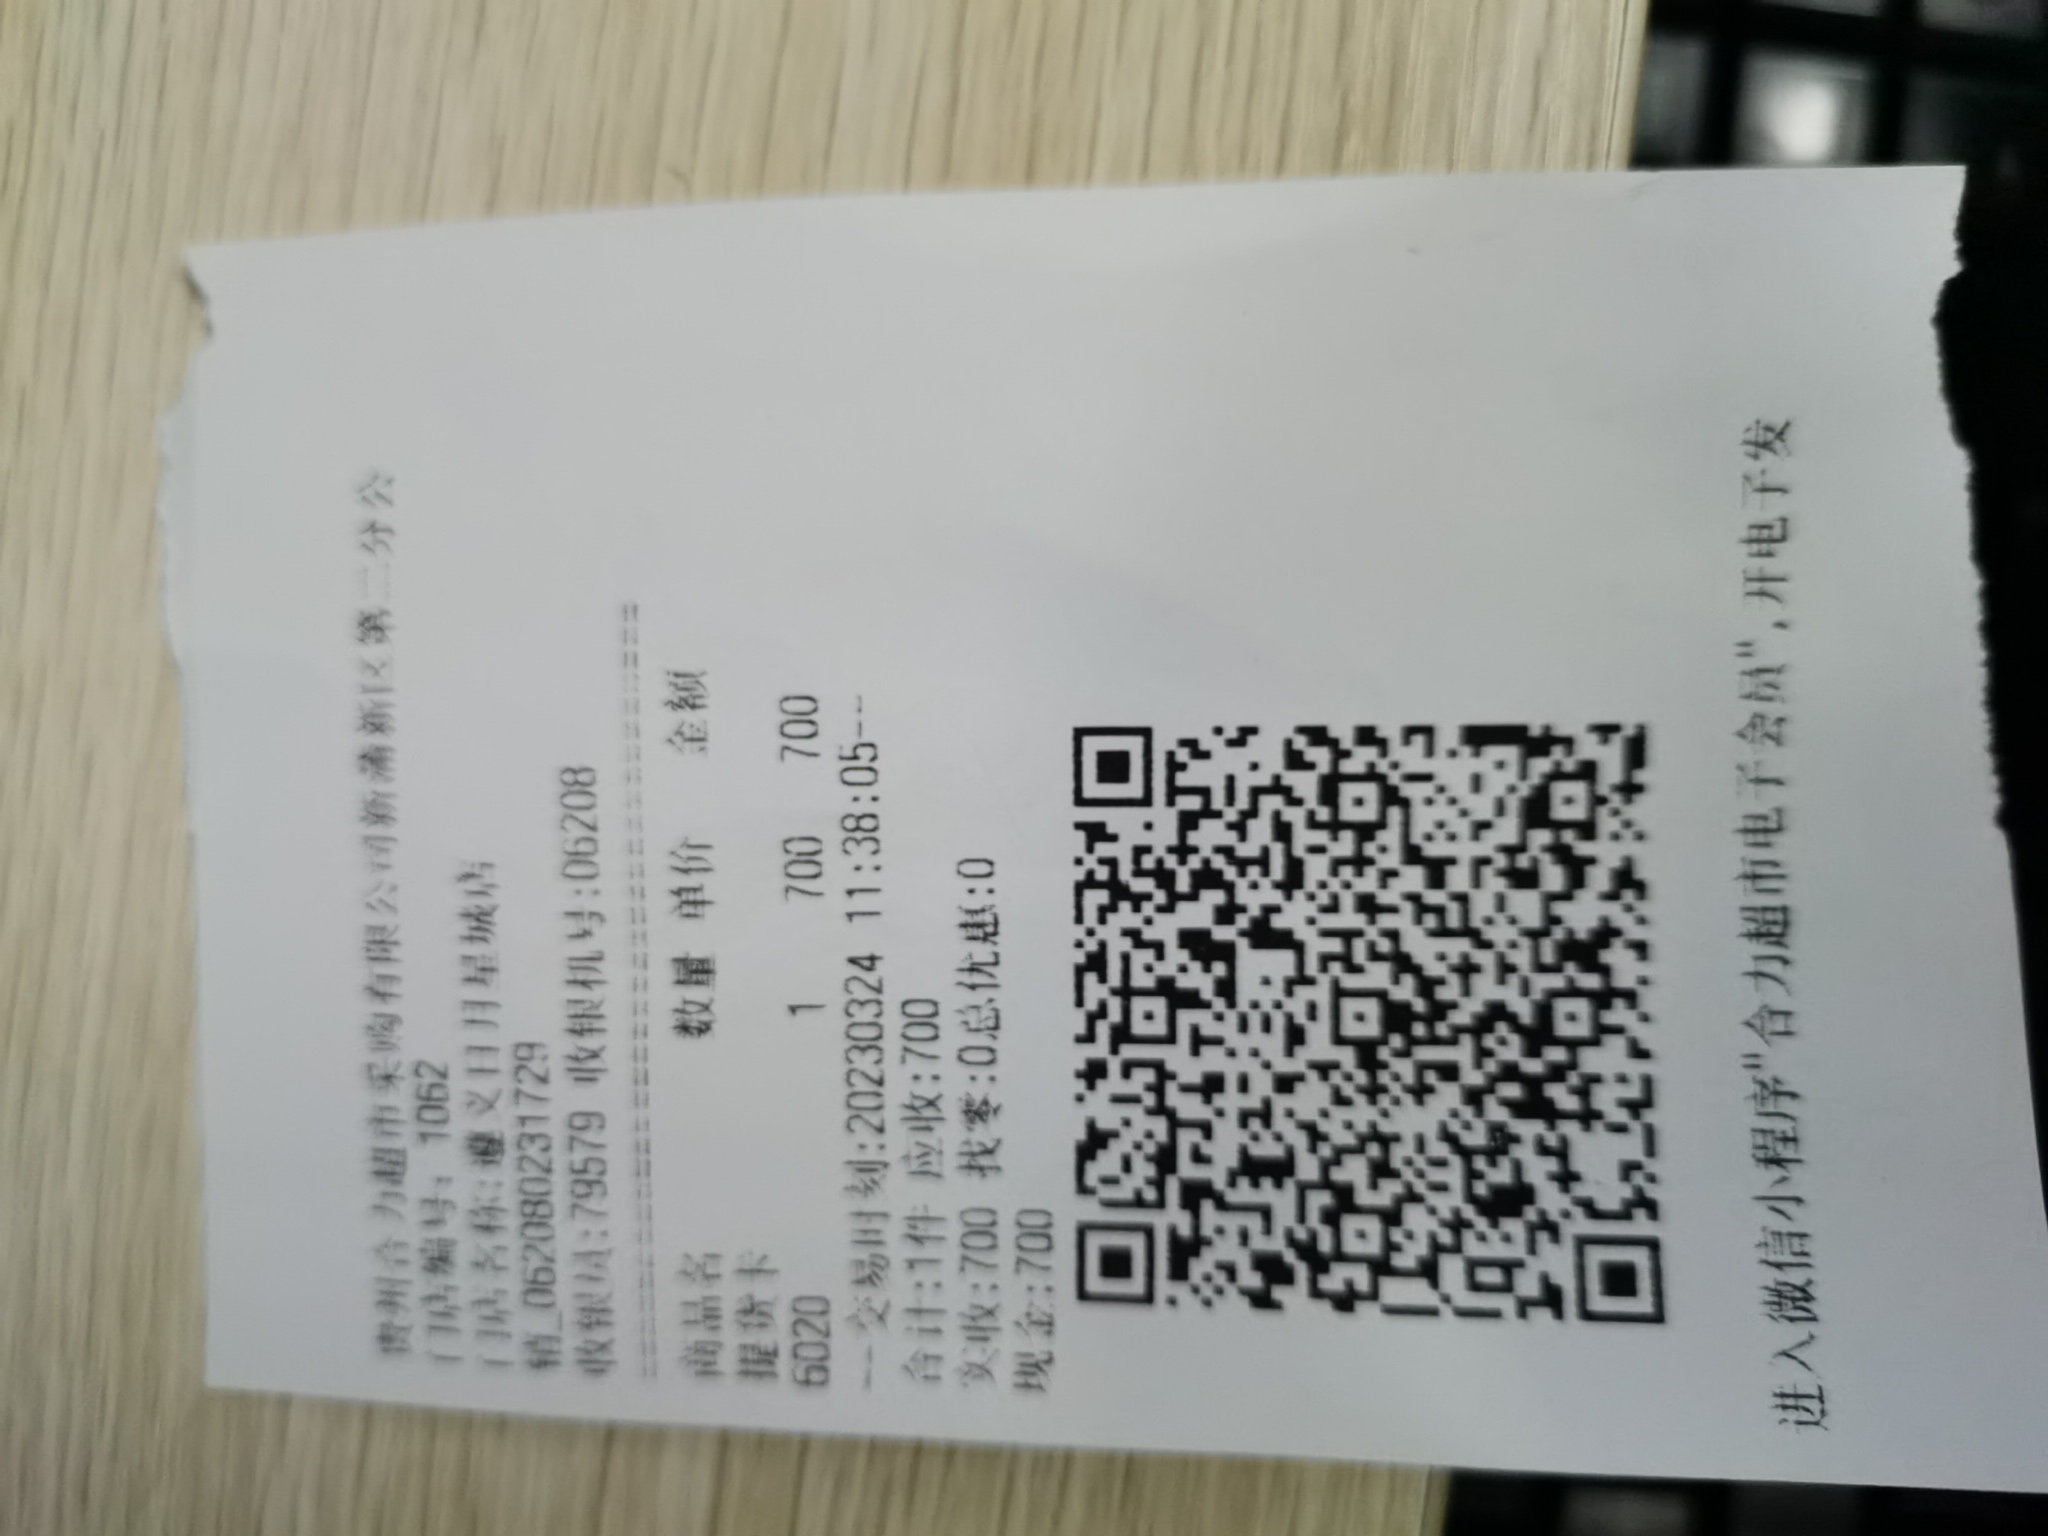 贵州合力超市采购有限公司新蒲新区第二分公
门店编号: 1062
门店名称:遵义日月星城店
销_0620802317729
收银员:799579 收银机号:06208
================================
商品名 数量 单价 金额
提货卡
6020 1 700 700
--交易时刻:20230324 11:38:05--
合计:1件 应收:700
实收:700 找零:0总优惠:0
现金:700
进入微信小程序"合力超市电子会员",开电子发